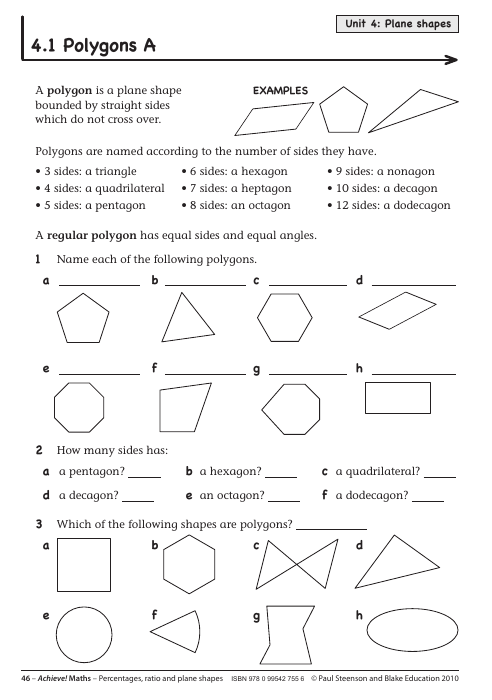 Unit 4: Plane shapes
4.1 Polygons A
A polygon is a plane shape
bounded by straight sides
which do not cross over.
EXAMPLES
Polygons are named according to the number of sides they have.
• 3 sides: a triangle • 6 sides: a hexagon • 9 sides: a nonagon
• 4 sides: a quadrilateral • 7 sides: a heptagon • 10 sides: a decagon
• 5 sides: a pentagon • 8 sides: an octagon • 12 sides: a dodecagon
A regular polygon has equal sides and equal angles.
1 Name each of the following polygons.
a b c d
e f g h
2 How many sides has:
a a pentagon? b a hexagon? c a quadrilateral?
d a decagon? e an octagon? f a dodecagon?
3 Which of the following shapes are polygons?
a b c d
e f g h
46 – Achieve! Maths – Percentages, ratio and plane shapes ISBN 978 0 99542 755 6 © Paul Steenson and Blake Education 2010